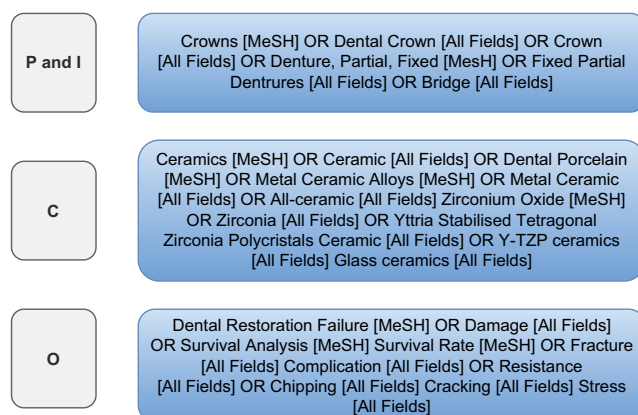 P and I
Crowns [MeSH] OR Dental Crown [All Fields] OR Crown
[All Fields] OR Denture, Partial, Fixed [MesH] OR Fixed Partial
Dentrures [All Fields] OR Bridge [All Fields]
C
Ceramics [MeSH] OR Ceramic [All Fields] OR Dental Porcelain
[MeSH] OR Metal Ceramic Alloys [MeSH] OR Metal Ceramic
[All Fields] OR All-ceramic [All Fields] Zirconium Oxide [MeSH]
OR Zirconia [All Fields] OR Yttria Stabilised Tetragonal
Zirconia Polycristals Ceramic [All Fields] OR Y-TZP ceramics
[All Fields] Glass ceramics [All Fields]
O
Dental Restoration Failure [MeSH] OR Damage [All Fields]
OR Survival Analysis [MeSH] Survival Rate [MeSH] OR Fracture
[All Fields] Complication [All Fields] OR Resistance
[All Fields] OR Chipping [All Fields] Cracking [All Fields] Stress
[All Fields]